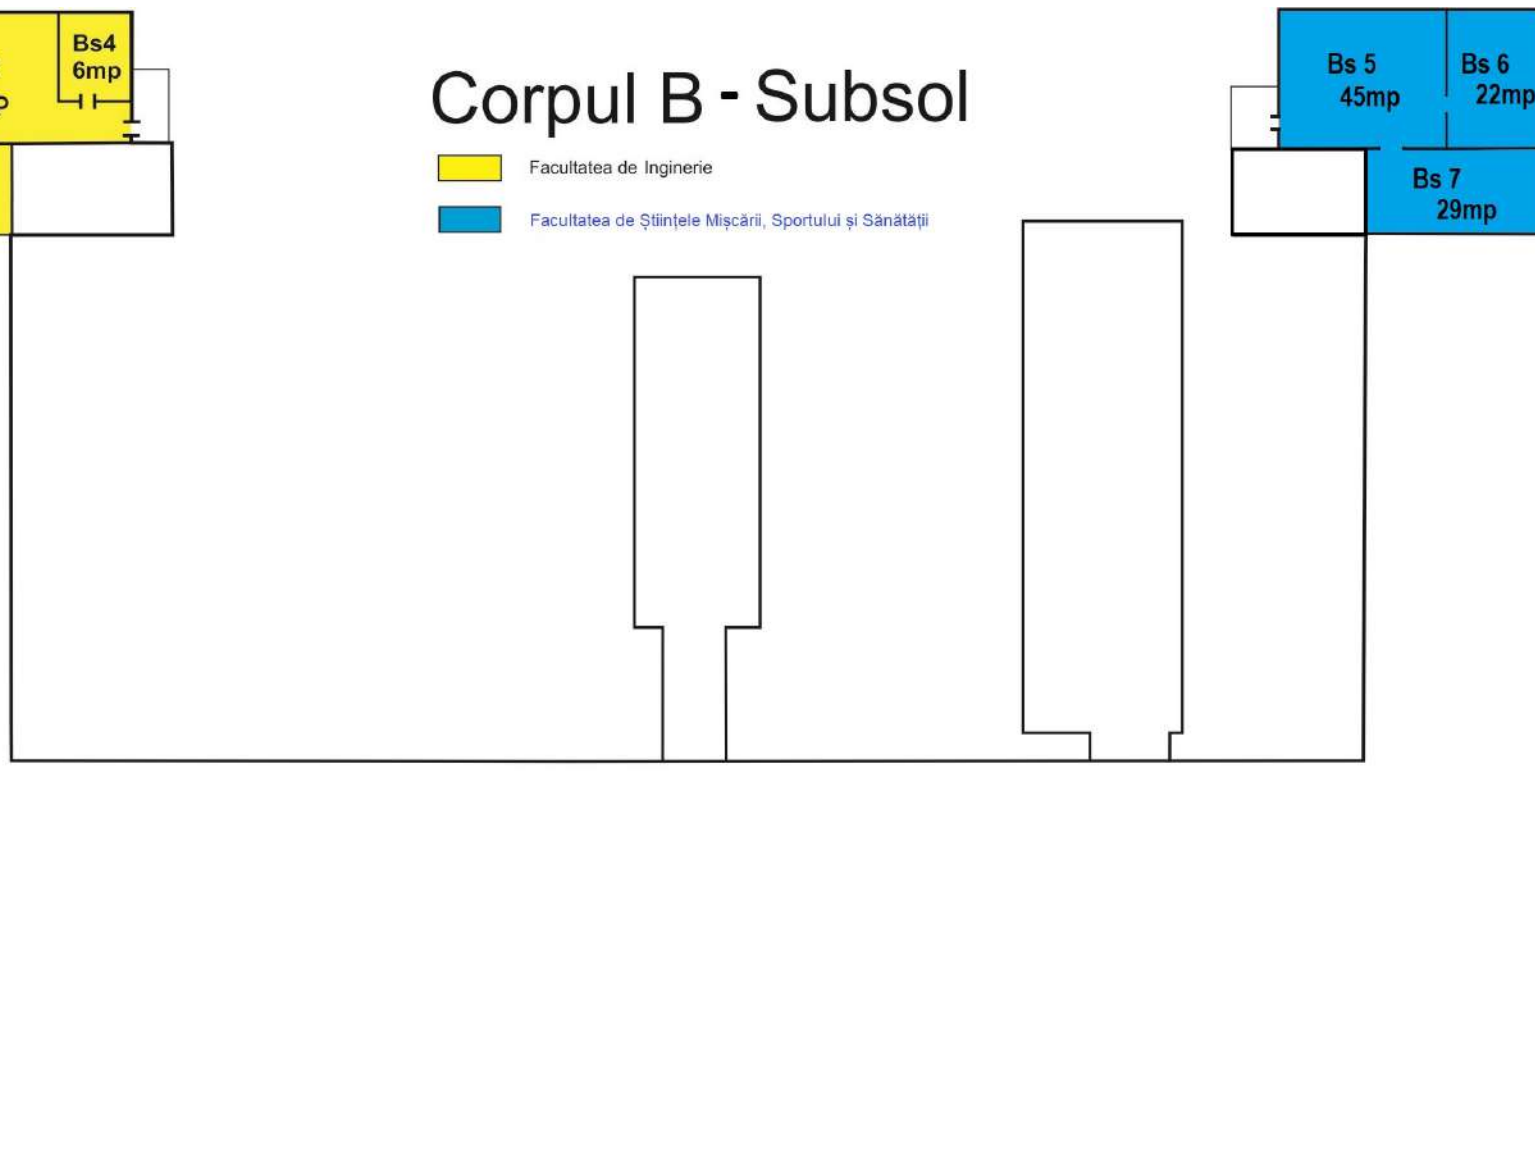 Bs4
6mp
Corpul B - Subsol
Facultatea de Inginerie
Facultatea de Științele Mișcării, Sportului și Sănătății
Bs 5
45mp
Bs 6
22mp
Bs 7
29mp